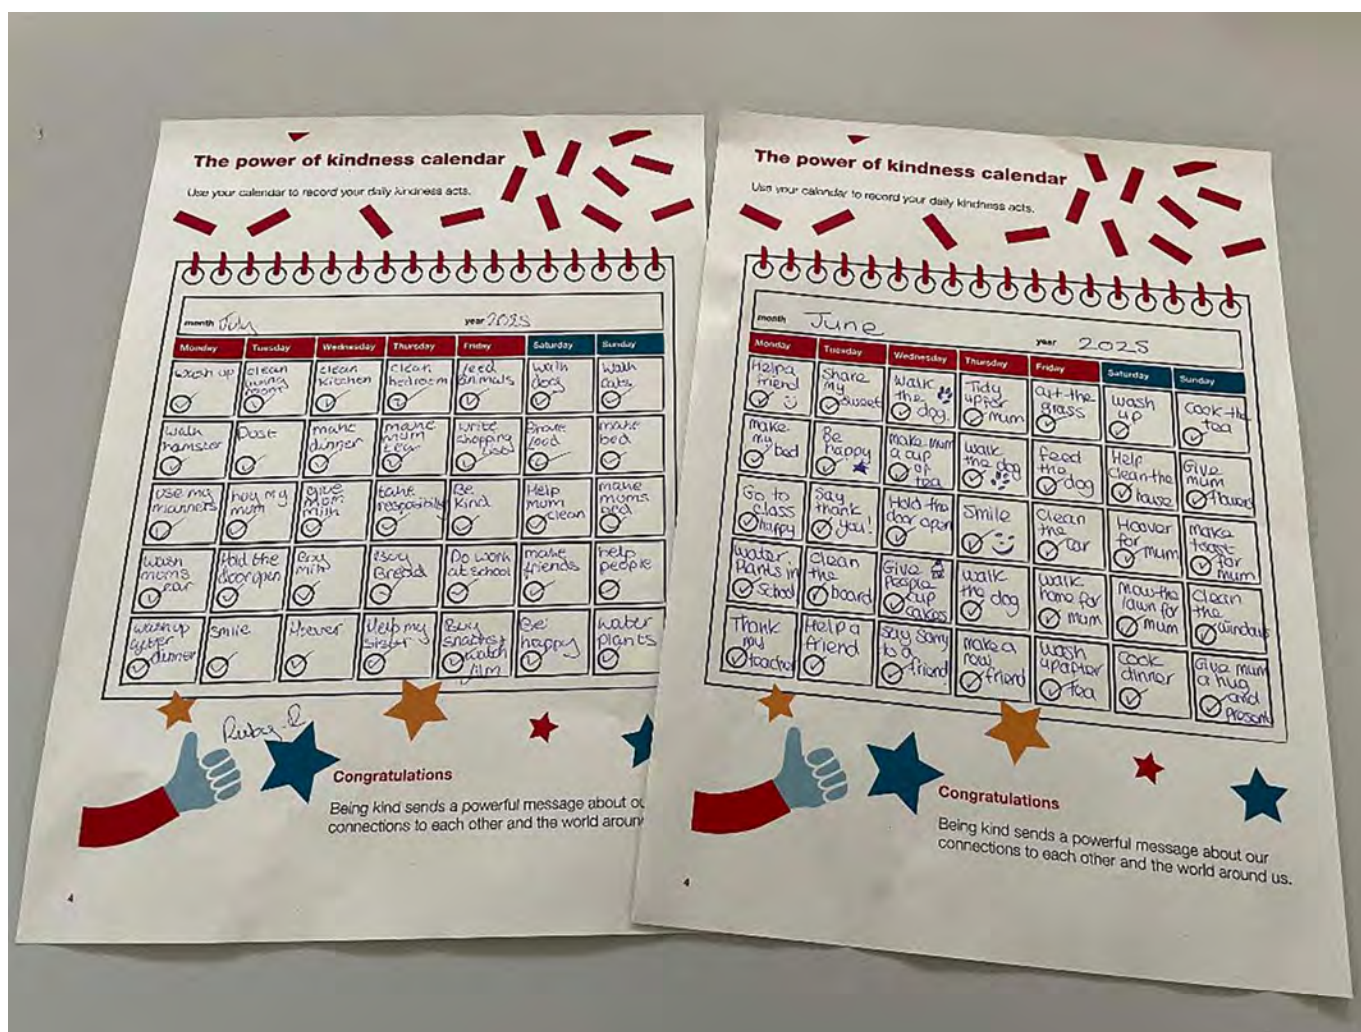 The power of kindness calendar
Use your calendar to record your daily kindness acts.
month July
year 2025
Monday
Tuesday
Wednesday
Thursday
Friday
Saturday
Sunday
wash up
clean
living
room
clean
kitchen
clean
bedroom
feed
animals
walk
dog
walk
cats
walk
hamster
Dust
make
dinner
make
mum
tea
write
shopping
list
Share
food
make
bed
use my
manners
hug my
mum
give
mom
milk
take
Be
kind
Help
mum
clean
make
moms
wash
moms
car
Hold the
door open
Buy
milk
Buy
Bread
Do work
at school
make
friends
help
people
wash up
after
dinner
smile
Hoover
Help my
sister
Buy
snacks +
watch
film
Be
happy
water
plants
Congratulations
Being kind sends a powerful message about
connections to each other and the world
4
The power of kindness calendar
Use your calendar to record your daily kindness acts.
month June
year 2025
Monday
Tuesday
Wednesday
Thursday
Friday
Saturday
Sunday
Help a
friend
Share
my
sweet
walk
the
dog.
Tidy
up for
mum
cut the
grass
wash
up
Cook the
tea
make
my
bed
Be
happy
make mum
a cup
of
tea
walk
the dog
feed
the
dog
Help
clean the
house
Give
mum
flowers
Go to
class
happy
Say
thank
you!
Hold the
door open
Smile
Clean
the
car
Hoover
for
mum
make
toast
for
mum
water
Plants in
School
Clean
the
board
Give
People
cup
cakes
walk
the dog
walk
home for
mum
Mow the
lawn for
mum
Clean
the
windows
Thank
my
teacher
Help a
friend
Say Sorry
to a
friend
make a
new
friend
wash
up after
tea
Cook
dinner
Give mum
a hug
and
Present
Congratulations
Being kind sends a powerful message about our
connections to each other and the world around us.
4